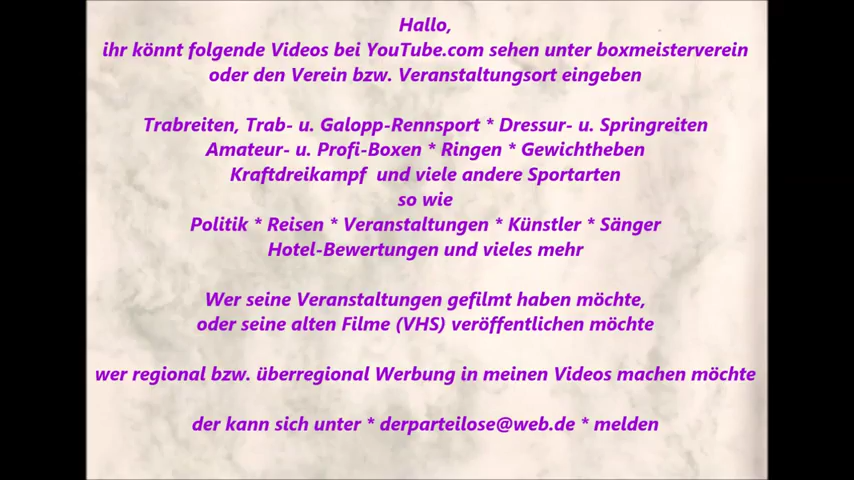 Hallo,
ihr könnt folgende Videos bei YouTube.com sehen unter boxmeisterverein
oder den Verein bzw. Veranstaltungsort eingeben
Trabreiten, Trab- u. Galopp-Rennsport * Dressur- u. Springreiten
Amateur- u. Profi-Boxen * Ringen * Gewichtheben
Kraftdreikampf und viele andere Sportarten
so wie
Politik * Reisen * Veranstaltungen * Künstler * Sänger
Hotel-Bewertungen und vieles mehr
Wer seine Veranstaltungen gefilmt haben möchte,
oder seine alten Filme (VHS) veröffentlichen möchte
wer regional bzw. überregional Werbung in meinen Videos machen möchte
der kann sich unter * derparteilose@web.de * melden